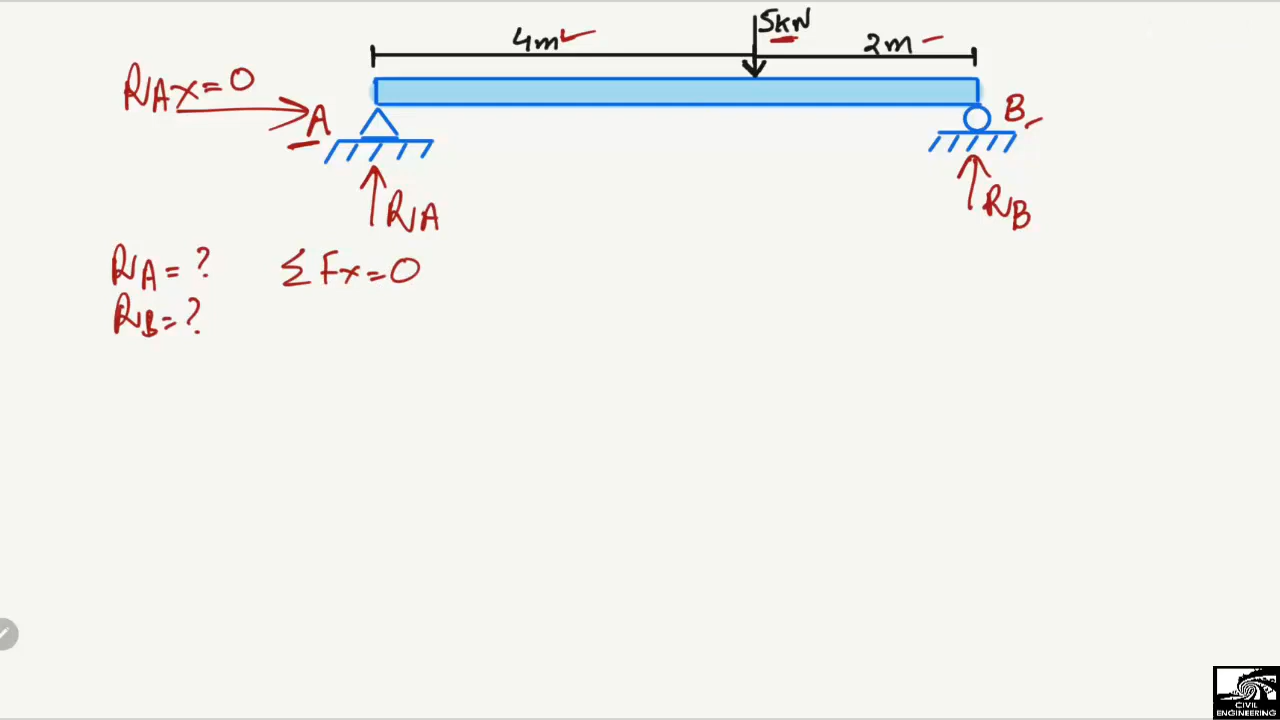 5kN
4m
2m
RAx=0
A
B
RA
RB
RA=?
ΣFx=0
RB=?
CIVIL
ENGINEERING